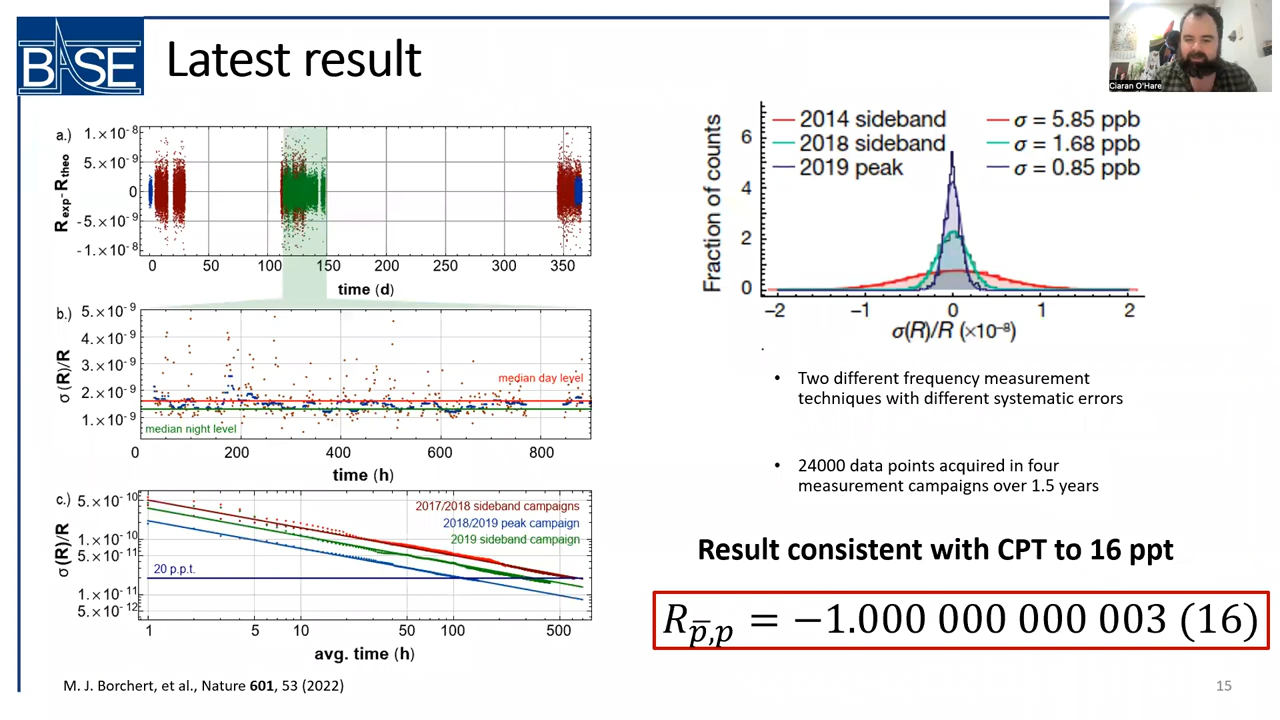 BASE
Latest result
Ciaran O'Hare
a.)
1.×10⁻⁸
5.×10⁻⁹
0
-5.×10⁻⁹
-1.×10⁻⁸
R_exp- R_theo
0 50 100 150 200 250 300 350
time (d)
b.)
5.×10⁻⁹
4.×10⁻⁹
3.×10⁻⁹
2.×10⁻⁹
1.×10⁻⁹
σ(R)/R
median day level
median night level
0 200 400 600 800
time (h)
c.)
5.×10⁻¹⁰
1.×10⁻¹⁰
5.×10⁻¹¹
1.×10⁻¹¹
5.×10⁻¹²
σ(R)/R
2017/2018 sideband campaigns
2018/2019 peak campaign
2019 sideband campaign
20 p.p.t.
1 5 10 50 100 500
avg. time (h)
Fraction of counts
6
4
2
0
2014 sideband σ = 5.85 ppb
2018 sideband σ = 1.68 ppb
2019 peak σ = 0.85 ppb
−2 −1 0 1 2
σ(R)/R (×10⁻⁸)
• Two different frequency measurement
techniques with different systematic errors
• 24000 data points acquired in four
measurement campaigns over 1.5 years
Result consistent with CPT to 16 ppt
R_p̅,p = −1.000 000 000 003 (16)
M. J. Borchert, et al., Nature 601, 53 (2022)
15